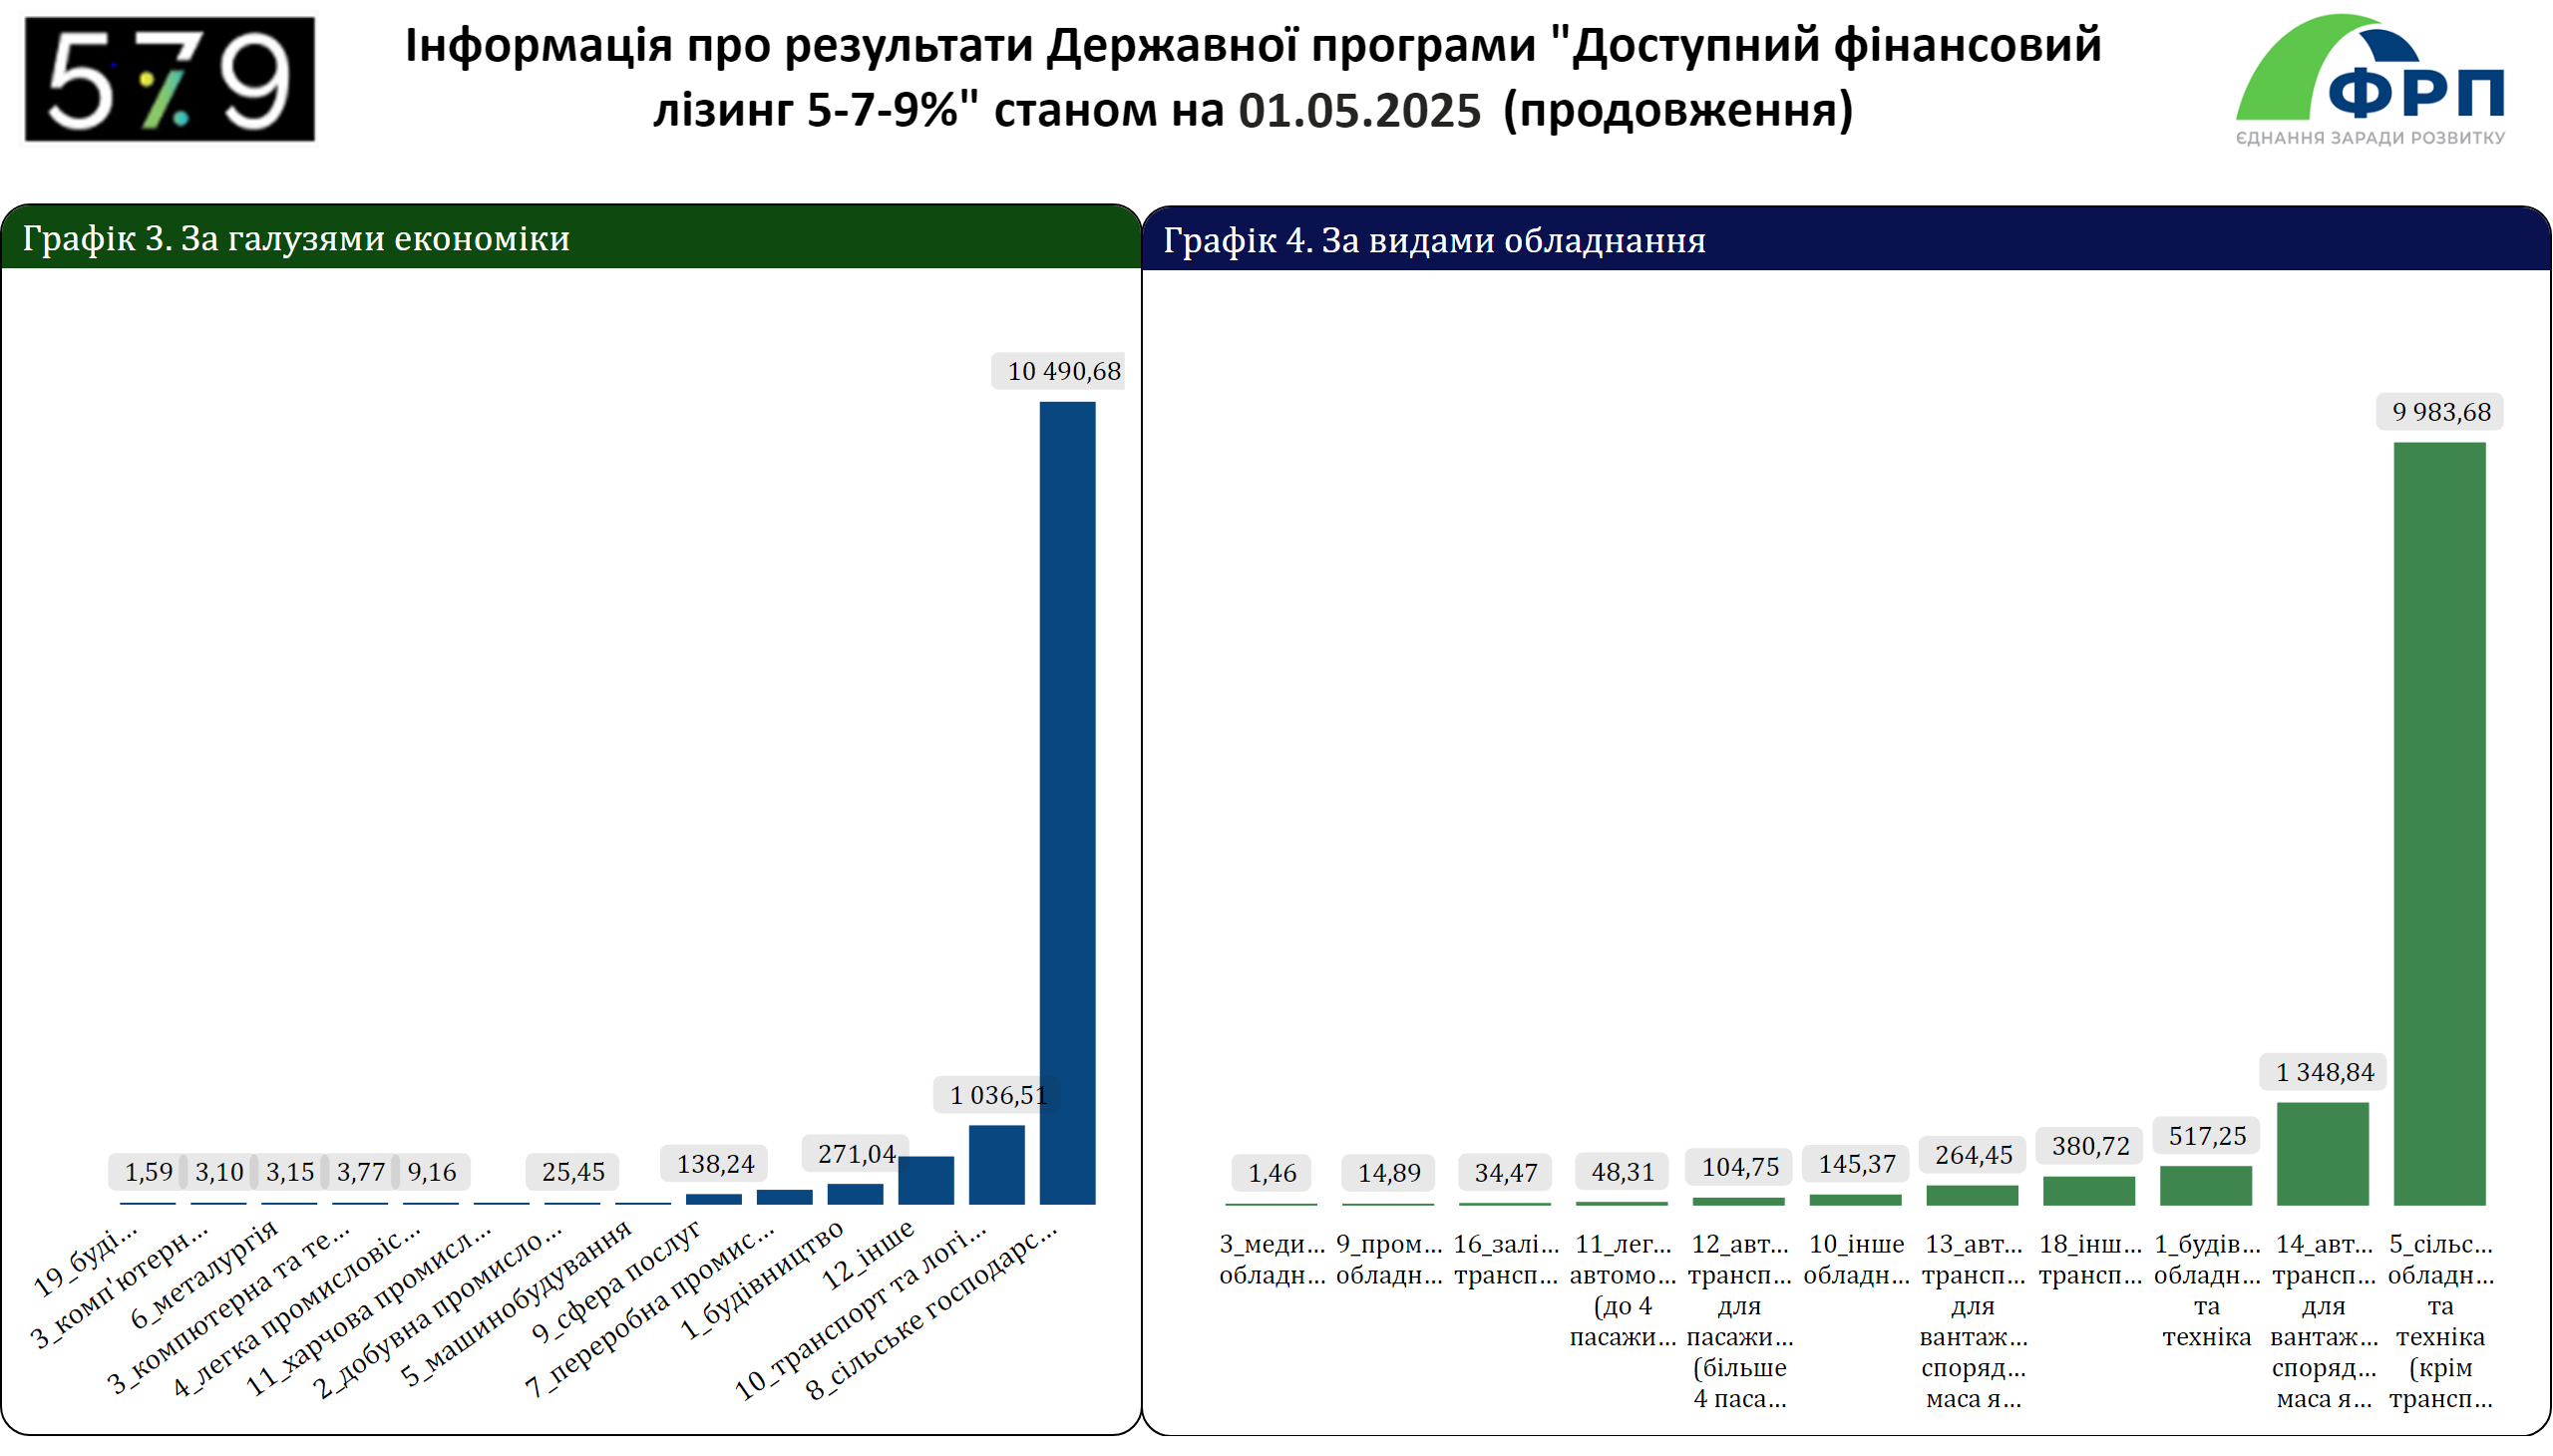 579
Інформація про результати Державної програми "Доступний фінансовий
лізинг 5-7-9%" станом на 01.05.2025 (продовження)
ФРП
ЄДНАННЯ ЗАРАДИ РОЗВИТКУ
Графік 3. За галузями економіки
10 490,68
1 036,51
271,04
138,24
1,59 3,10 3,15 3,77 9,16 25,45
19_буді...
3_комп'ютерн...
6_металургія
3_компютерна та те...
4_легка промисловіс...
11_харчова промисл...
2_добувна промисло...
5_машинобудування
9_сфера послуг
7_переробна промис...
1_будівництво
12_інше
10_транспорт та логі...
8_сільське господарс...
Графік 4. За видами обладнання
9 983,68
1 348,84
517,25
380,72
264,45
145,37
104,75
48,31
34,47
14,89
1,46
3_меди...
обладн...
9_пром...
обладн...
16_залі...
трансп...
11_лег...
автомо...
(до 4
пасажи...
12_авт...
трансп...
для
пасажи...
(більше
4 паса...
10_інше
обладн...
13_авт...
трансп...
для
вантаж...
споряд...
маса я...
18_інш...
трансп...
1_будів...
обладн...
та
техніка
14_авт...
трансп...
для
вантаж...
споряд...
маса я...
5_сільс...
обладн...
та
техніка
(крім
трансп...